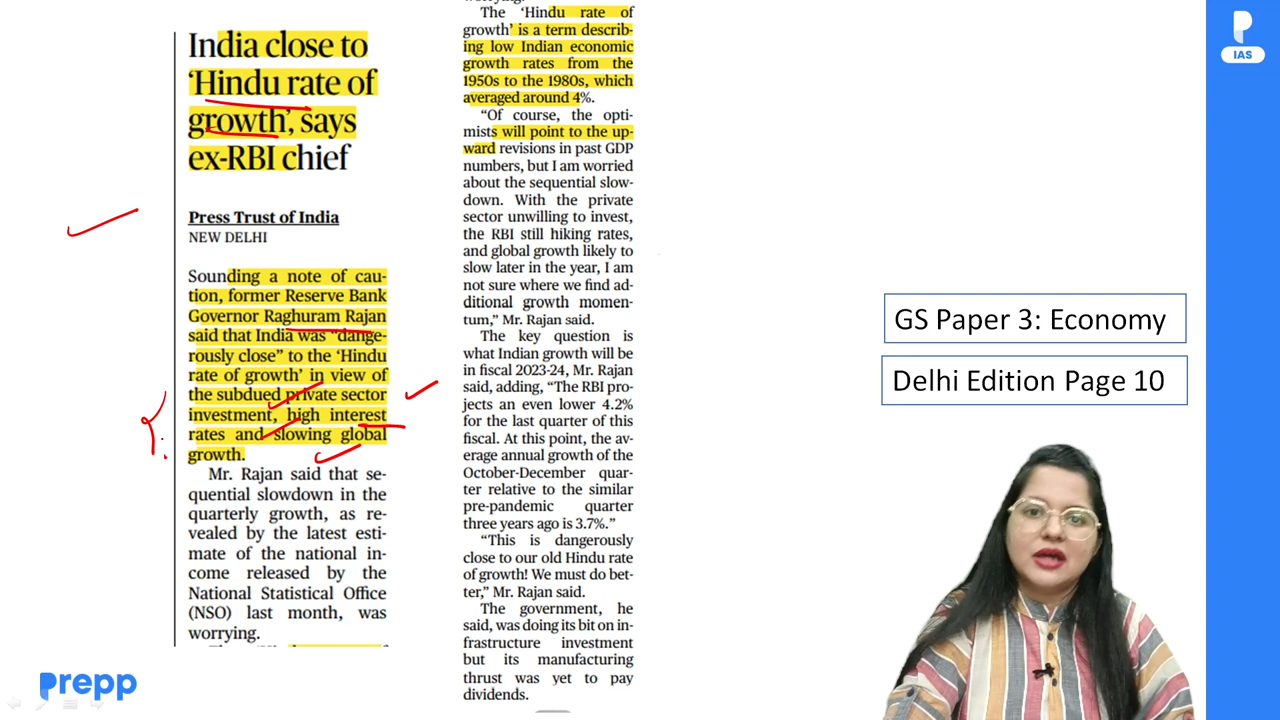 India close to
‘Hindu rate of
growth’, says
ex-RBI chief
Press Trust of India
NEW DELHI
Sounding a note of cau-
tion, former Reserve Bank
Governor Raghuram Rajan
said that India was “dange-
rously close” to the ‘Hindu
rate of growth’ in view of
the subdued private sector
investment, high interest
rates and slowing global
growth.
Mr. Rajan said that se-
quential slowdown in the
quarterly growth, as re-
vealed by the latest esti-
mate of the national in-
come released by the
National Statistical Office
(NSO) last month, was
worrying.
The ‘Hindu rate of
growth’ is a term describ-
ing low Indian economic
growth rates from the
1950s to the 1980s, which
averaged around 4%.
“Of course, the opti-
mists will point to the up-
ward revisions in past GDP
numbers, but I am worried
about the sequential slow-
down. With the private
sector unwilling to invest,
the RBI still hiking rates,
and global growth likely to
slow later in the year, I am
not sure where we find ad-
ditional growth momen-
tum,” Mr. Rajan said.
The key question is
what Indian growth will be
in fiscal 2023-24, Mr. Rajan
said, adding, “The RBI pro-
jects an even lower 4.2%
for the last quarter of this
fiscal. At this point, the av-
erage annual growth of the
October-December quar-
ter relative to the similar
pre-pandemic quarter
three years ago is 3.7%.”
“This is dangerously
close to our old Hindu rate
of growth! We must do bet-
ter,” Mr. Rajan said.
The government, he
said, was doing its bit on in-
frastructure investment
but its manufacturing
thrust was yet to pay
dividends.
GS Paper 3: Economy
Delhi Edition Page 10
IAS
prepp